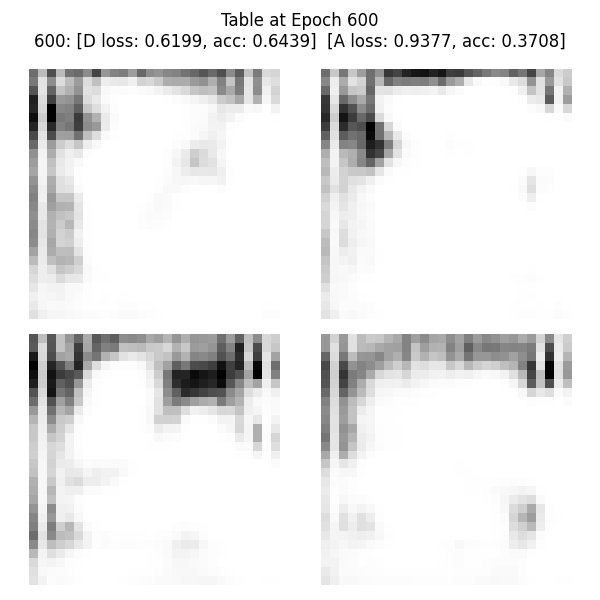 Table at Epoch 600
600: [D loss: 0.6199, acc: 0.6439]  [A loss: 0.9377, acc: 0.3708]